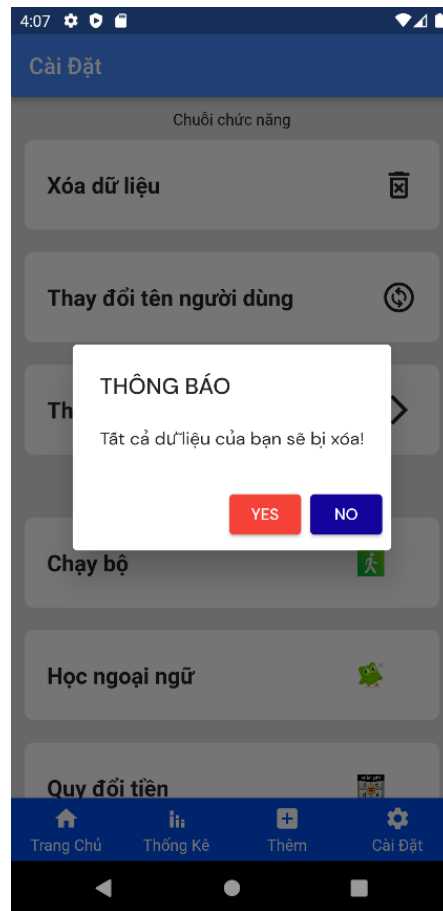 4:07
Cài Đặt
Chuỗi chức năng
Xóa dữ liệu
Thay đổi tên người dùng
Th
THÔNG BÁO
Tất cả dữ liệu của bạn sẽ bị xóa!
YES
NO
Chạy bộ
Học ngoại ngữ
Quy đổi tiền
Trang Chủ
Thống Kê
Thêm
Cài Đặt